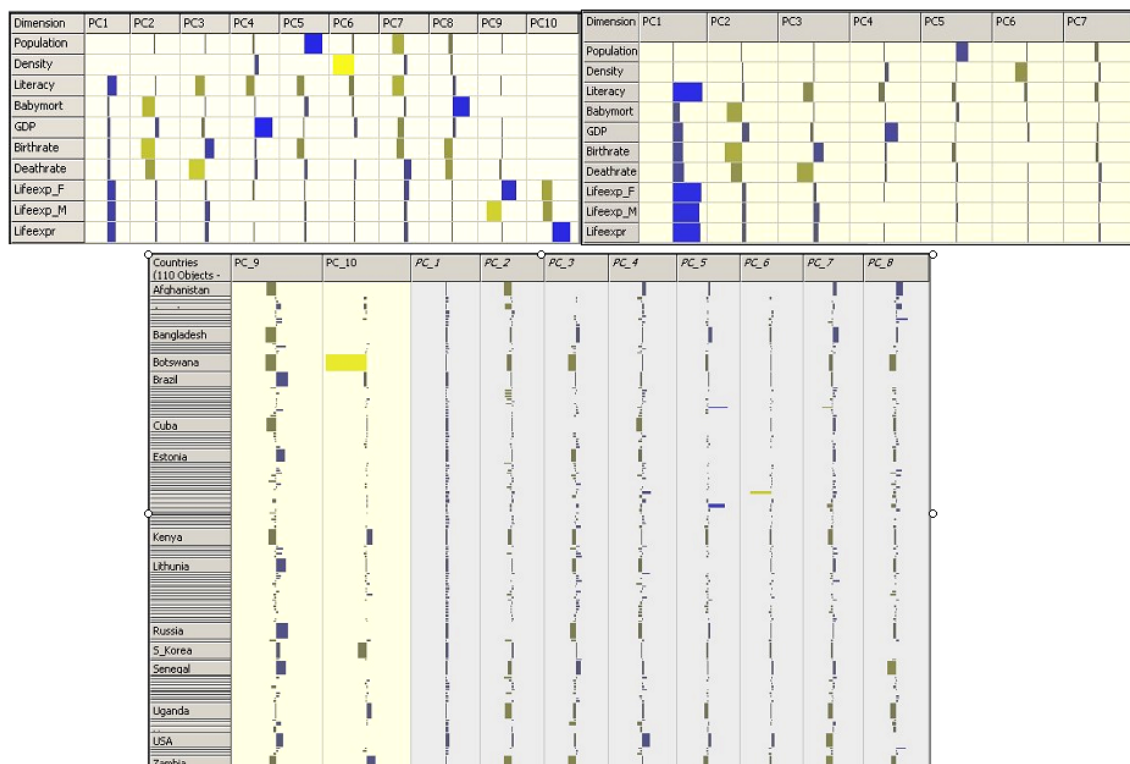 Dimension PC1 PC2 PC3 PC4 PC5 PC6 PC7 PC8 PC9 PC10
Population
Density
Literacy
Babymort
GDP
Birthrate
Deathrate
Lifeexp_F
Lifeexp_M
Lifeexpr
Dimension PC1 PC2 PC3 PC4 PC5 PC6 PC7
Population
Density
Literacy
Babymort
GDP
Birthrate
Deathrate
Lifeexp_F
Lifeexp_M
Lifeexpr
Countries PC_9 PC_10 PC_1 PC_2 PC_3 PC_4 PC_5 PC_6 PC_7 PC_8
(110 Objects -
Afghanistan
Bangladesh
Botswana
Brazil
Cuba
Estonia
Kenya
Lithunia
Russia
S_Korea
Senegal
Uganda
USA
Zambia